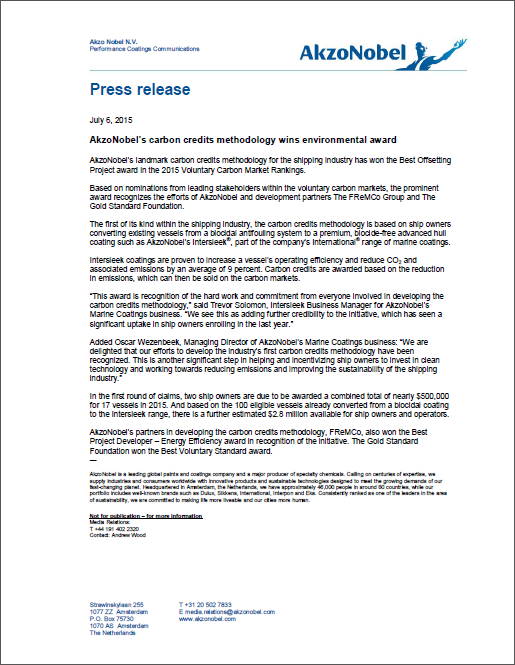 Akzo Nobel N.V.
Performance Coatings Communications
AkzoNobel
Press release
July 6, 2015
AkzoNobel's carbon credits methodology wins environmental award
AkzoNobel's landmark carbon credits methodology for the shipping industry has won the Best Offsetting
Project award in the 2015 Voluntary Carbon Market Rankings.
Based on nominations from leading stakeholders within the voluntary carbon markets, the prominent
award recognizes the efforts of AkzoNobel and development partners The FReMCo Group and The
Gold Standard Foundation.
The first of its kind within the shipping industry, the carbon credits methodology is based on ship owners
converting existing vessels from a biocidal antifouling system to a premium, biocide-free advanced hull
coating such as AkzoNobel's Intersleek®, part of the company's International® range of marine coatings.
Intersleek coatings are proven to increase a vessel's operating efficiency and reduce CO₂ and
associated emissions by an average of 9 percent. Carbon credits are awarded based on the reduction
in emissions, which can then be sold on the carbon markets.
"This award is recognition of the hard work and commitment from everyone involved in developing the
carbon credits methodology," said Trevor Solomon, Intersleek Business Manager for AkzoNobel's
Marine Coatings business. "We see this as adding further credibility to the initiative, which has seen a
significant uptake in ship owners enrolling in the last year."
Added Oscar Wezenbeek, Managing Director of AkzoNobel's Marine Coatings business: "We are
delighted that our efforts to develop the industry's first carbon credits methodology have been
recognized. This is another significant step in helping and incentivizing ship owners to invest in clean
technology and working towards reducing emissions and improving the sustainability of the shipping
industry."
In the first round of claims, two ship owners are due to be awarded a combined total of nearly $500,000
for 17 vessels in 2015. And based on the 100 eligible vessels already converted from a biocidal coating
to the Intersleek range, there is a further estimated $2.8 million available for ship owners and operators.
AkzoNobel's partners in developing the carbon credits methodology, FReMCo, also won the Best
Project Developer – Energy Efficiency award in recognition of the initiative. The Gold Standard
Foundation won the Best Voluntary Standard award.
—
AkzoNobel is a leading global paints and coatings company and a major producer of specialty chemicals. Calling on centuries of expertise, we
supply industries and consumers worldwide with innovative products and sustainable technologies designed to meet the growing demands of our
fast-changing planet. Headquartered in Amsterdam, the Netherlands, we have approximately 46,000 people in around 80 countries, while our
portfolio includes well-known brands such as Dulux, Sikkens, International, Interpon and Eka. Consistently ranked as one of the leaders in the area
of sustainability, we are committed to making life more liveable and our cities more human.
Not for publication – for more information
Media Relations:
T +44 191 402 2320
Contact: Andrew Wood
Strawinskylaan 255
1077 ZZ Amsterdam
P.O. Box 75730
1070 AS Amsterdam
The Netherlands
T +31 20 502 7833
E media.relations@akzonobel.com
www.akzonobel.com